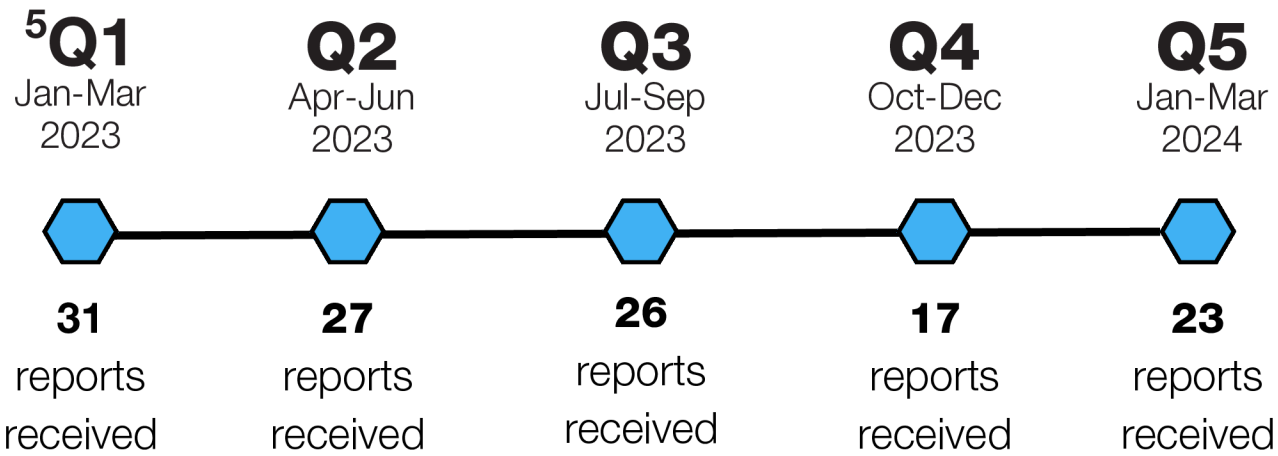 ⁵Q1
Jan-Mar
2023
31
reports
received
Q2
Apr-Jun
2023
27
reports
received
Q3
Jul-Sep
2023
26
reports
received
Q4
Oct-Dec
2023
17
reports
received
Q5
Jan-Mar
2024
23
reports
received